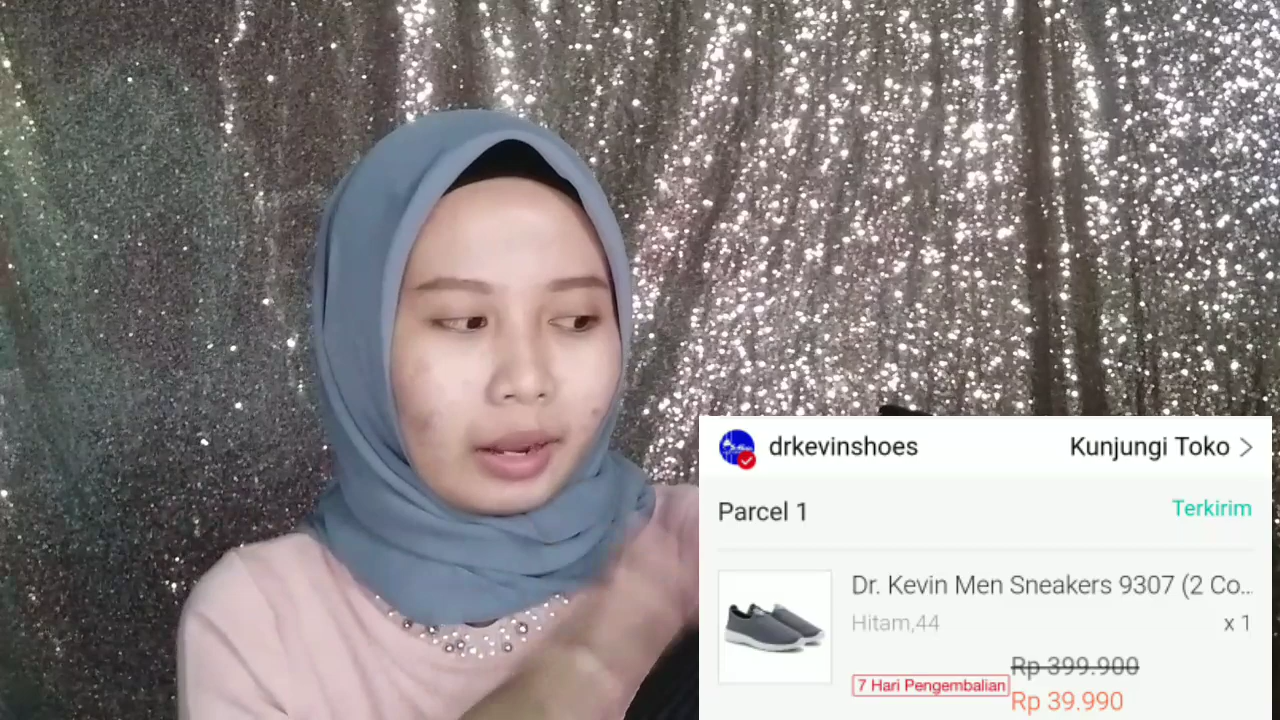 drkevinshoes
Kunjungi Toko
Parcel 1
Terkirim
Dr. Kevin Men Sneakers 9307 (2 Co...
Hitam,44
x 1
Rp 399.900
7 Hari Pengembalian
Rp 39.990